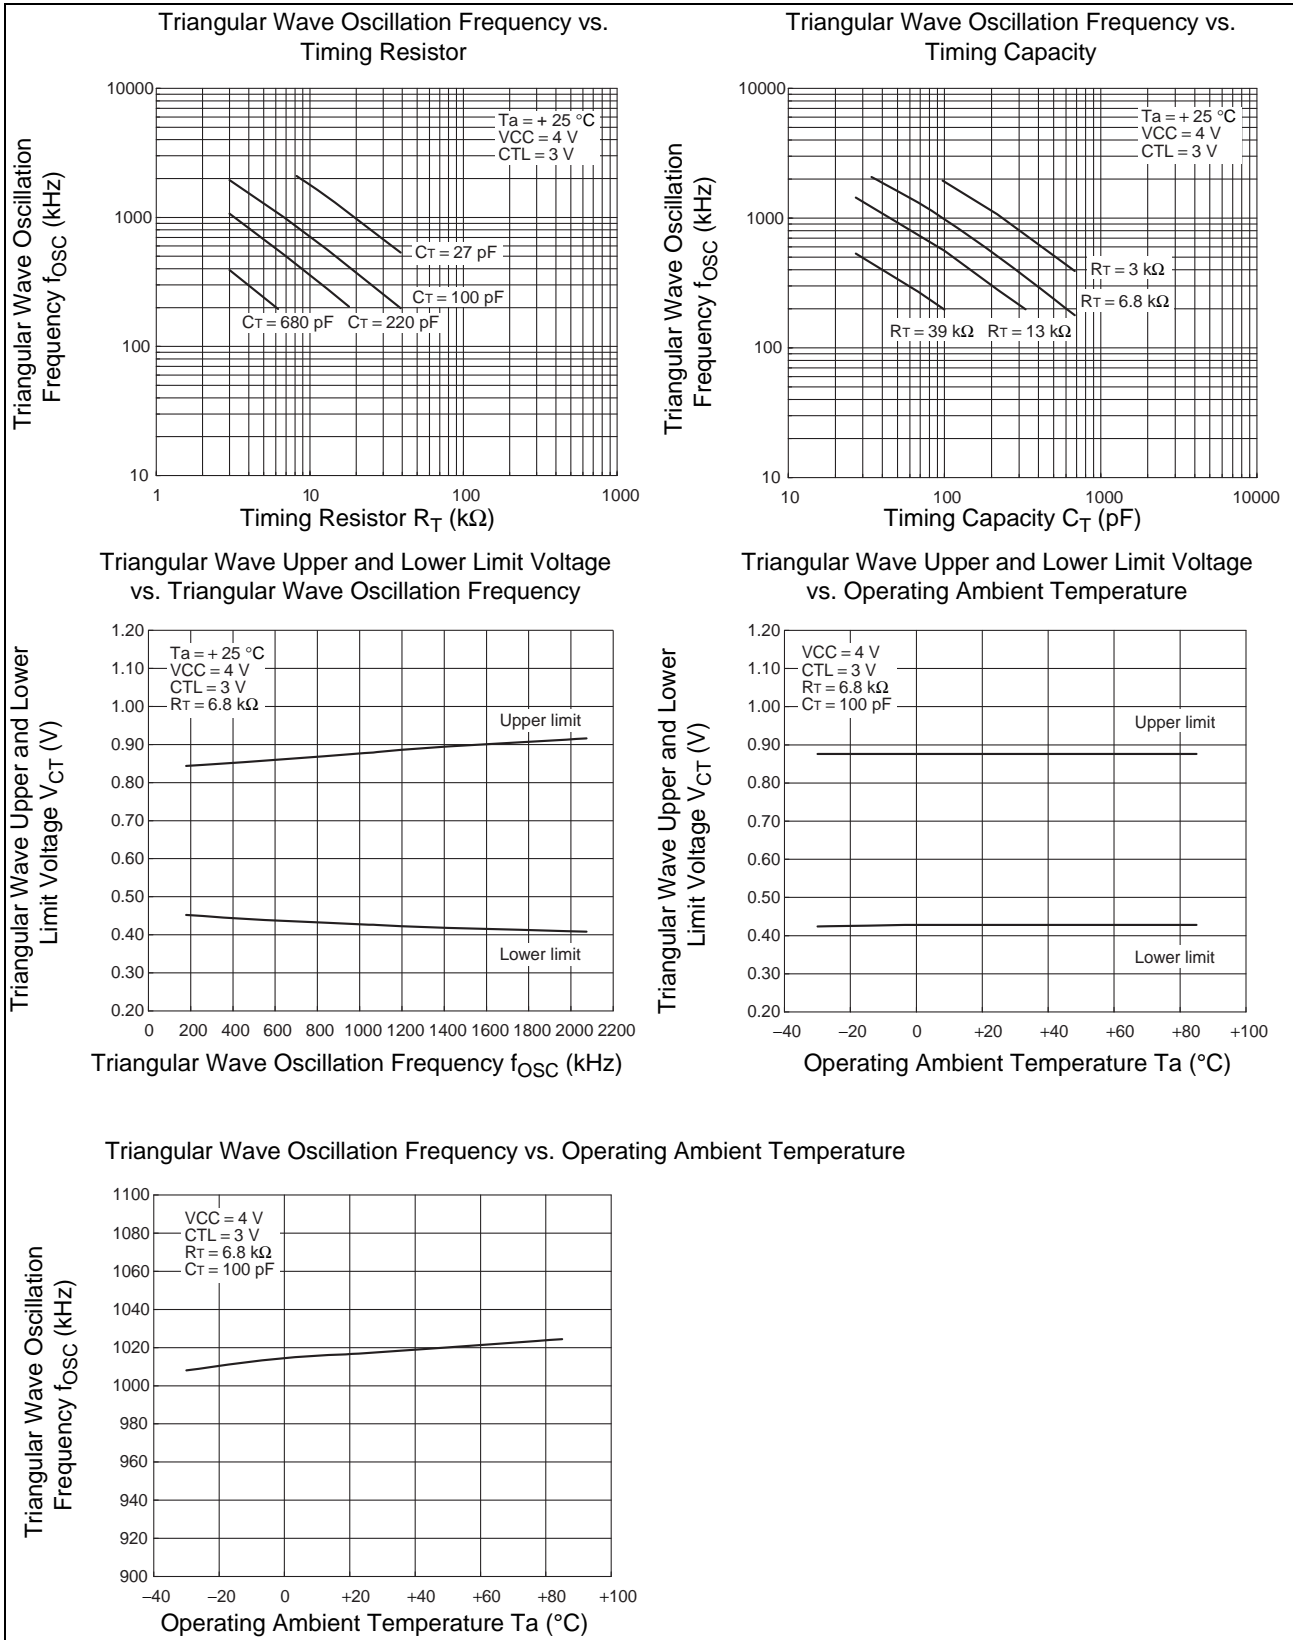 Triangular Wave Oscillation Frequency vs.
Timing Resistor
Triangular Wave Oscillation
Frequency fOSC (kHz)
10000
1000
100
10
Ta = + 25 °C
VCC = 4 V
CTL = 3 V
CT = 27 pF
CT = 100 pF
CT = 680 pF
CT = 220 pF
1
10
100
1000
Timing Resistor RT (kΩ)
Triangular Wave Oscillation Frequency vs.
Timing Capacity
Triangular Wave Oscillation
Frequency fOSC (kHz)
10000
1000
100
10
Ta = + 25 °C
VCC = 4 V
CTL = 3 V
RT = 3 kΩ
RT = 6.8 kΩ
RT = 39 kΩ
RT = 13 kΩ
10
100
1000
10000
Timing Capacity CT (pF)
Triangular Wave Upper and Lower Limit Voltage
vs. Triangular Wave Oscillation Frequency
Triangular Wave Upper and Lower
Limit Voltage VCT (V)
1.20
1.10
1.00
0.90
0.80
0.70
0.60
0.50
0.40
0.30
0.20
Ta = + 25 °C
VCC = 4 V
CTL = 3 V
RT = 6.8 kΩ
Upper limit
Lower limit
0 200 400 600 800 1000 1200 1400 1600 1800 2000 2200
Triangular Wave Oscillation Frequency fOSC (kHz)
Triangular Wave Upper and Lower Limit Voltage
vs. Operating Ambient Temperature
Triangular Wave Upper and Lower
Limit Voltage VCT (V)
1.20
1.10
1.00
0.90
0.80
0.70
0.60
0.50
0.40
0.30
0.20
VCC = 4 V
CTL = 3 V
RT = 6.8 kΩ
CT = 100 pF
Upper limit
Lower limit
−40 −20 0 +20 +40 +60 +80 +100
Operating Ambient Temperature Ta (°C)
Triangular Wave Oscillation Frequency vs. Operating Ambient Temperature
Triangular Wave Oscillation
Frequency fOSC (kHz)
1100
1080
1060
1040
1020
1000
980
960
940
920
900
VCC = 4 V
CTL = 3 V
RT = 6.8 kΩ
CT = 100 pF
−40 −20 0 +20 +40 +60 +80 +100
Operating Ambient Temperature Ta (°C)